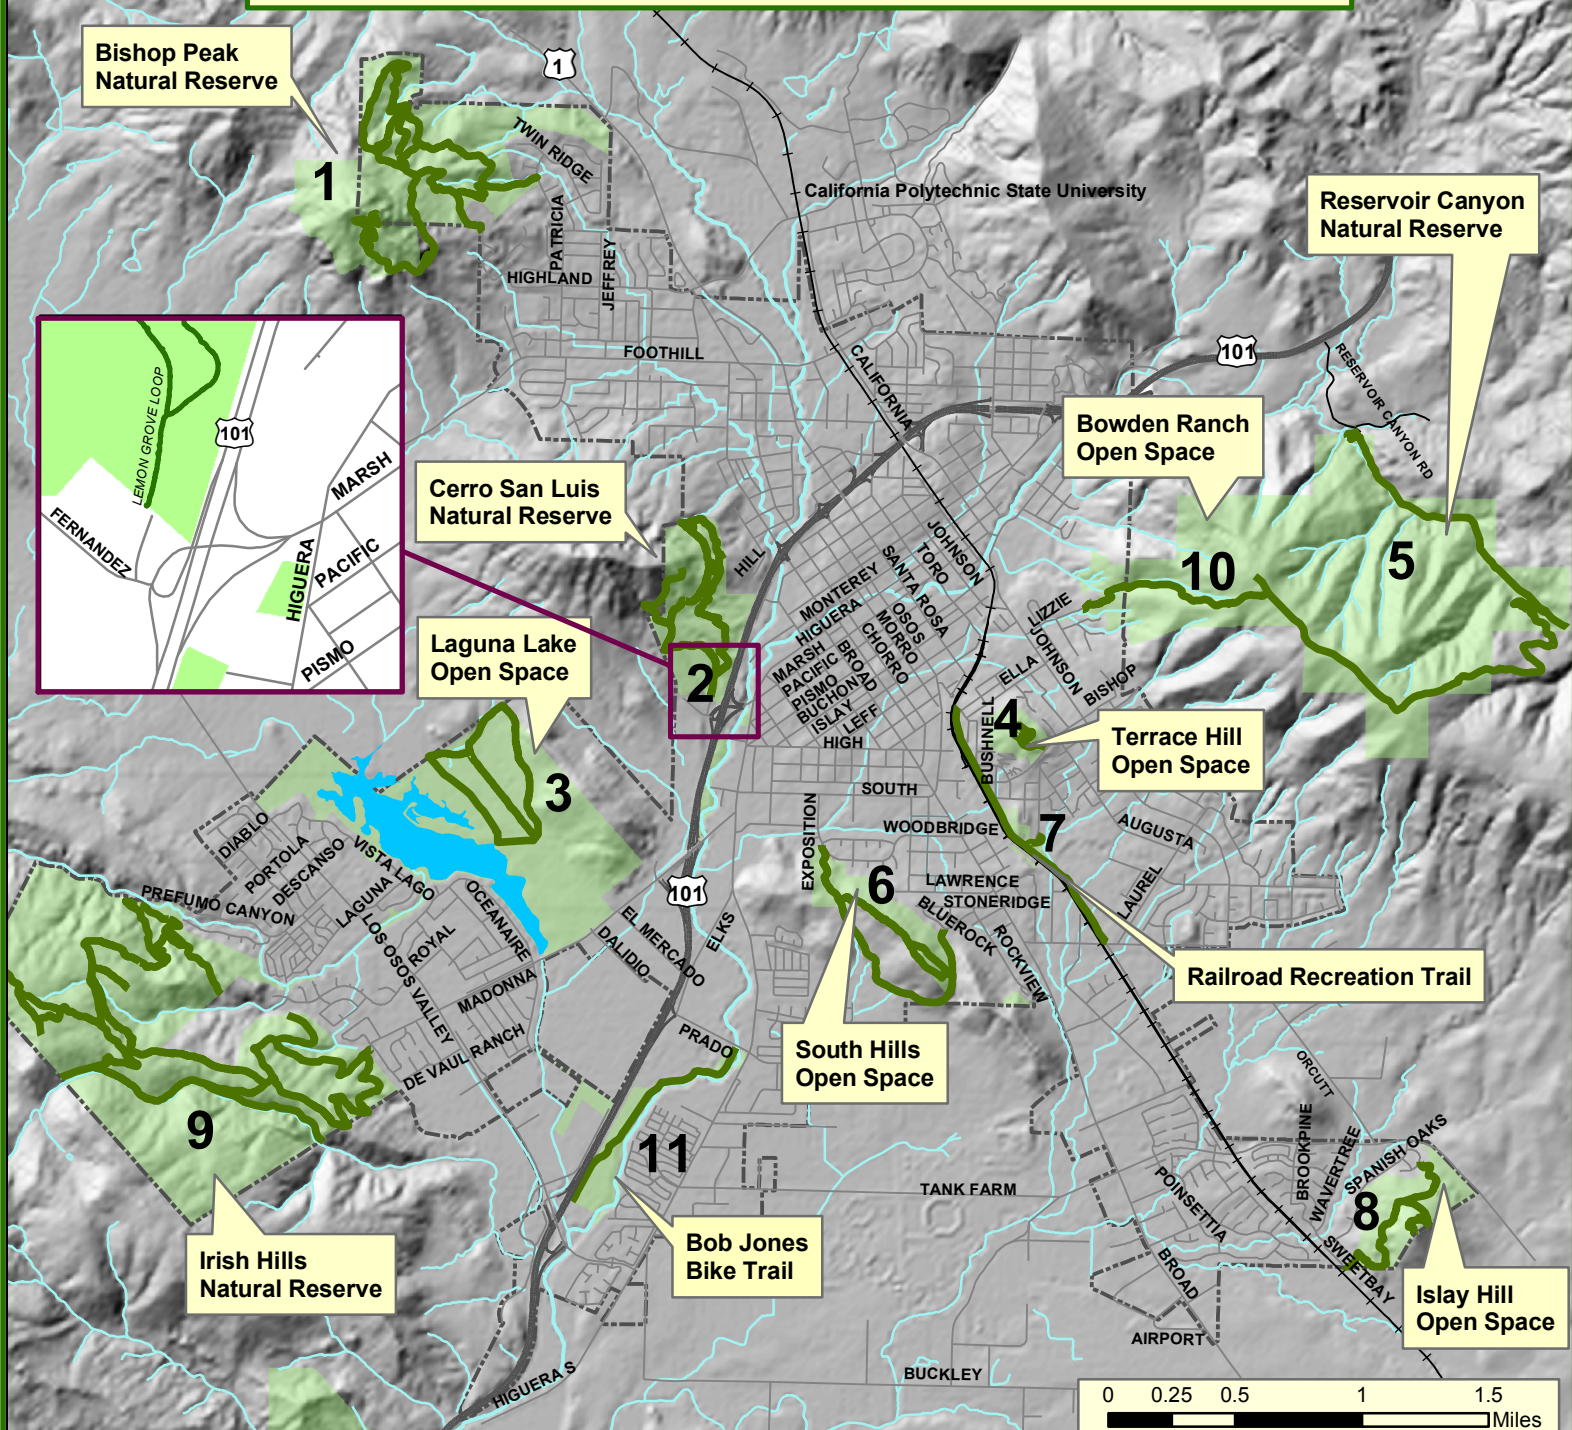 Bishop Peak
Natural Reserve
1
TWIN RIDGE
1
California Polytechnic State University
Reservoir Canyon
Natural Reserve
PATRICIA
HIGHLAND
JEFFREY
FOOTHILL
CALIFORNIA
101
RESERVOIR CANYON RD
LEMON GROVE LOOP
101
MARSH
FERNANDEZ
HIGUERA
PACIFIC
PISMO
Bowden Ranch
Open Space
Cerro San Luis
Natural Reserve
HILL
JOHNSON
TORO
SANTA ROSA
OSOS
MORRO
CHORRO
BROAD
MONTEREY
HIGUERA
MARSH
PACIFIC
PISMO
BUCHON
ISLAY
LEFF
HIGH
10
5
LIZZIE
JOHNSON
ELLA
BISHOP
Laguna Lake
Open Space
2
4
BUSHNELL
Terrace Hill
Open Space
3
SOUTH
EXPOSITION
WOODBRIDGE
7
AUGUSTA
DIABLO
PORTOLA
DESCANSO
VISTA LAGO
LAGUNA
OCEANAIRE
PREFUMO CANYON
LOS OSOS VALLEY
ROYAL
MADONNA
DE VAUL RANCH
EL MERCADO
DALIDIO
101
ELKS
PRADO
6
LAWRENCE
STONERIDGE
BLUEROCK
ROCKVIEW
LAUREL
Railroad Recreation Trail
South Hills
Open Space
9
11
ORCUTT
BROOKPINE
WAVERTREE
SPANISH OAKS
POINSETTIA
TANK FARM
8
SWEETBAY
BROAD
Irish Hills
Natural Reserve
Bob Jones
Bike Trail
Islay Hill
Open Space
AIRPORT
BUCKLEY
HIGUERA S
0 0.25 0.5 1 1.5
Miles